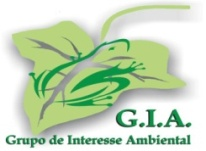 G.I.A.
Grupo de Interesse Ambiental